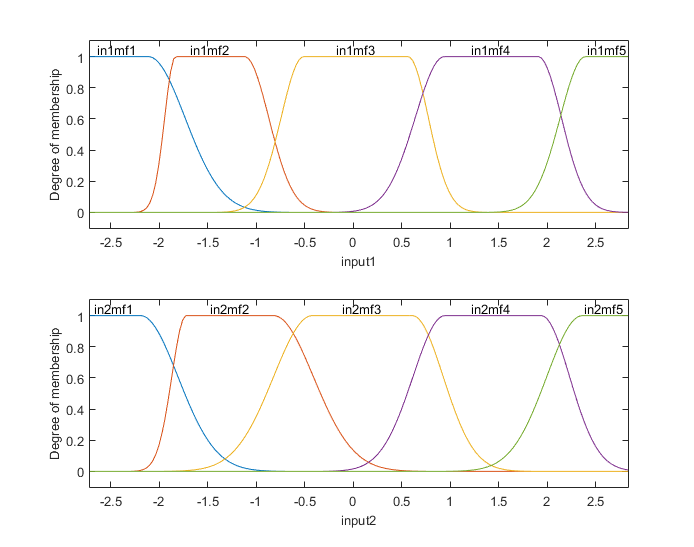 in1mf1 in1mf2 in1mf3 in1mf4 in1mf5
1
0.8
0.6
0.4
0.2
0
Degree of membership
-2.5 -2 -1.5 -1 -0.5 0 0.5 1 1.5 2 2.5
input1
in2mf1 in2mf2 in2mf3 in2mf4 in2mf5
1
0.8
0.6
0.4
0.2
0
Degree of membership
-2.5 -2 -1.5 -1 -0.5 0 0.5 1 1.5 2 2.5
input2